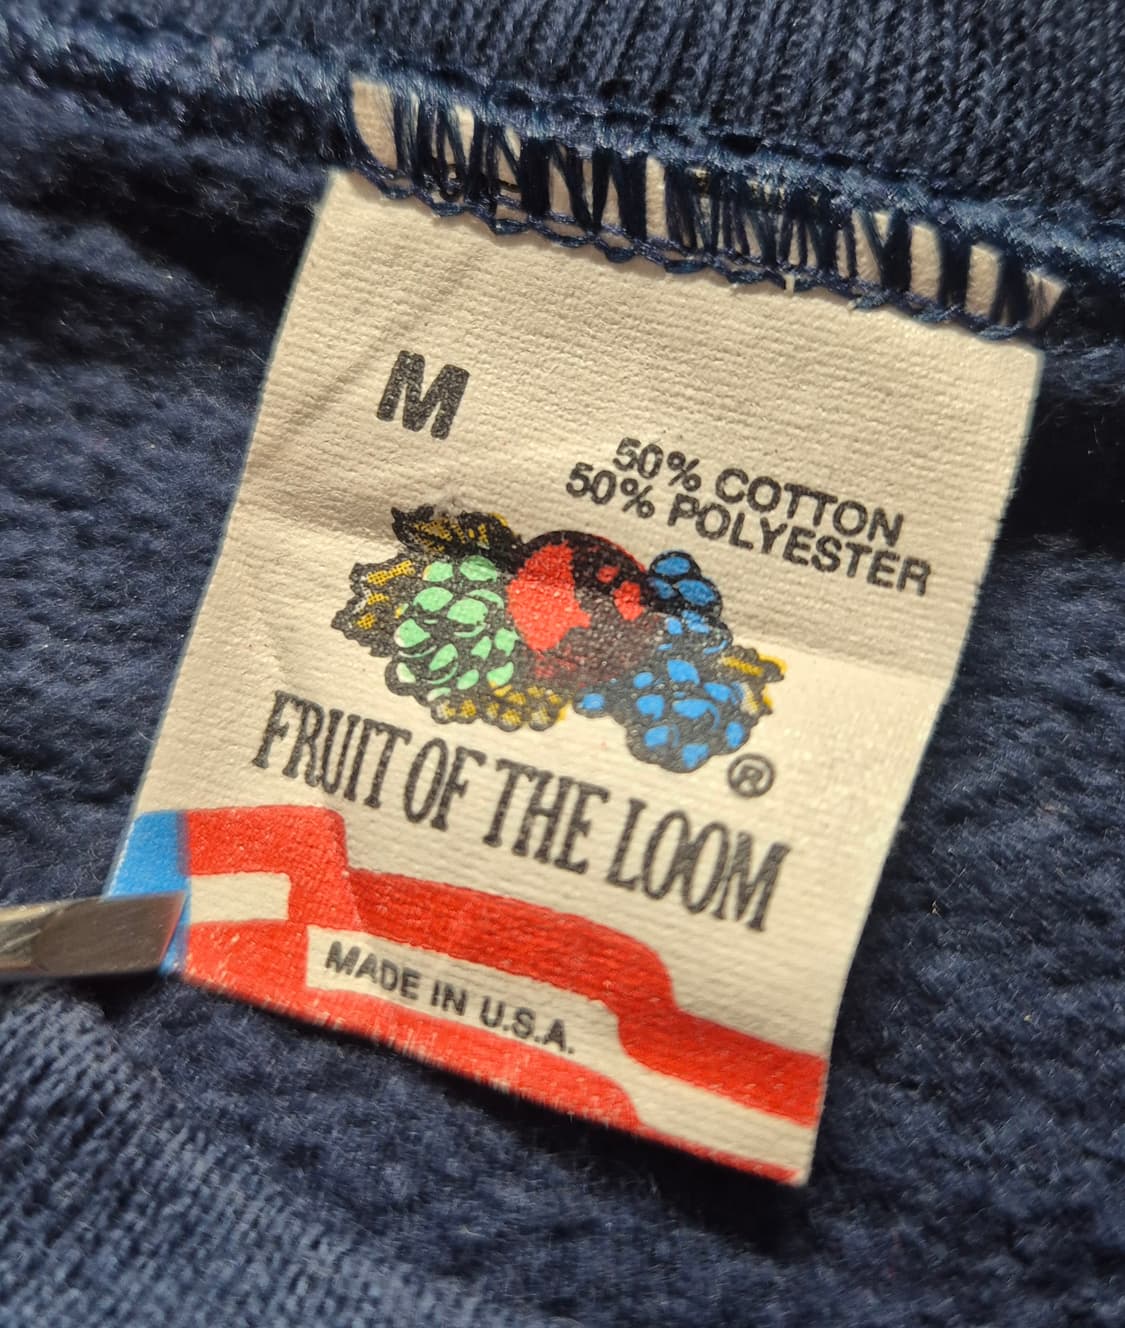 M
50% COTTON
50% POLYESTER
®
FRUIT OF THE LOOM
MADE IN U.S.A.